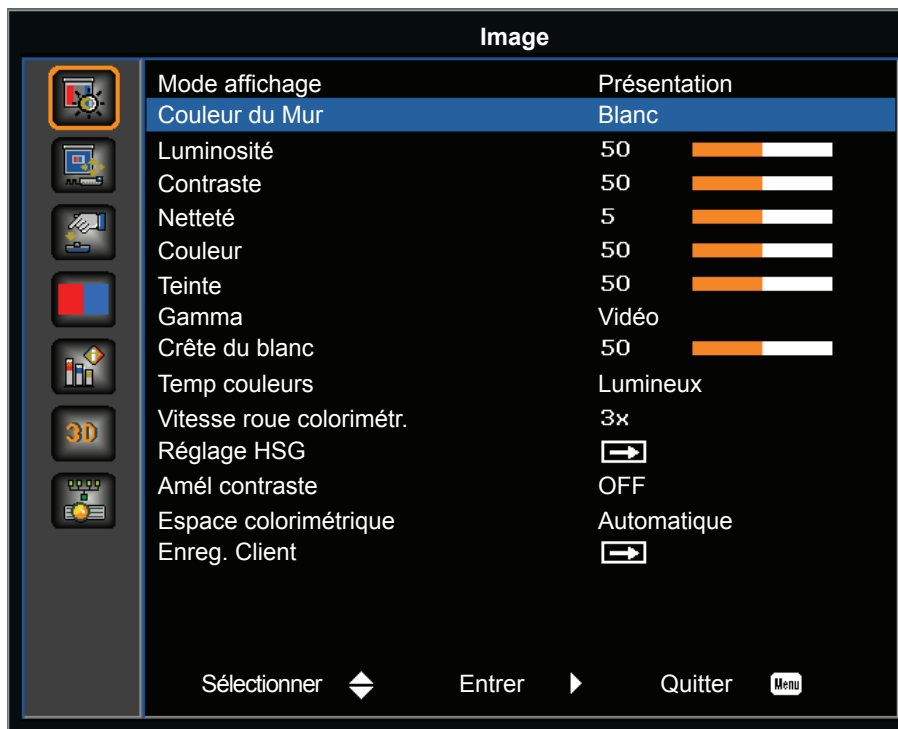 Image
Mode affichage Présentation
Couleur du Mur Blanc
Luminosité 50
Contraste 50
Netteté 5
Couleur 50
Teinte 50
Gamma Vidéo
Crête du blanc 50
Temp couleurs Lumineux
Vitesse roue colorimétr. 3x
Réglage HSG
Amél contraste OFF
Espace colorimétrique Automatique
Enreg. Client
3D
Sélectionner Entrer Quitter Menu